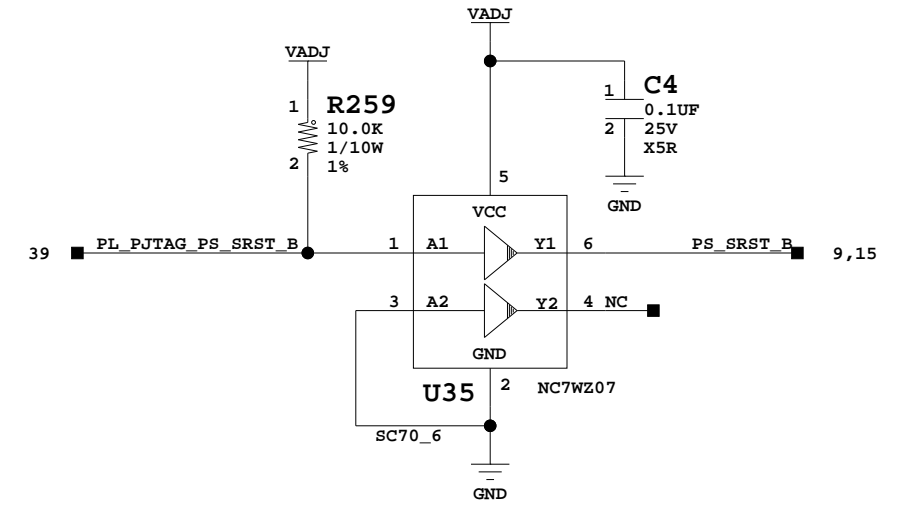 VADJ
VADJ
1 R259
10.0K
1/10W
2 1%
1 C4
0.1UF
2 25V
X5R
GND
5
VCC
39 PL_PJTAG_PS_SRST_B 1 A1 Y1 6 PS_SRST_B 9,15
3 A2 Y2 4 NC
GND
U35 2 NC7WZ07
SC70_6
GND